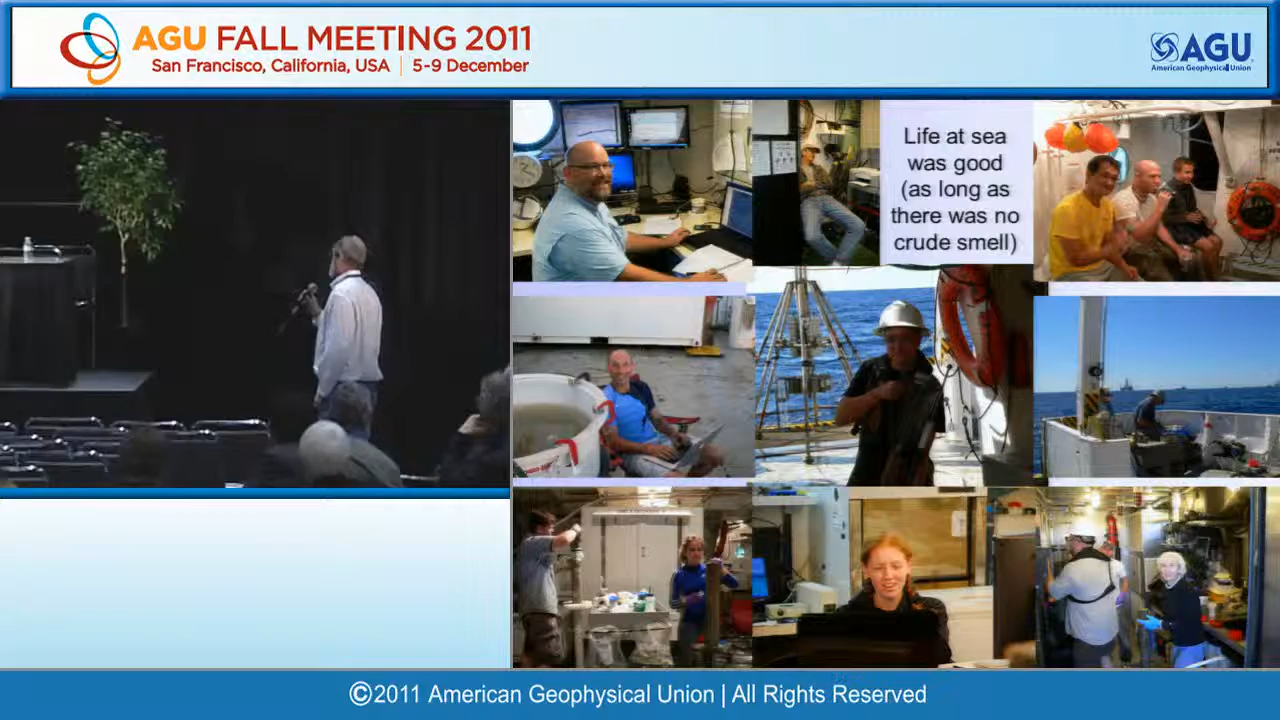 AGU FALL MEETING 2011
San Francisco, California, USA | 5-9 December
AGU
American Geophysical Union
Life at sea
was good
(as long as
there was no
crude smell)
©2011 American Geophysical Union | All Rights Reserved